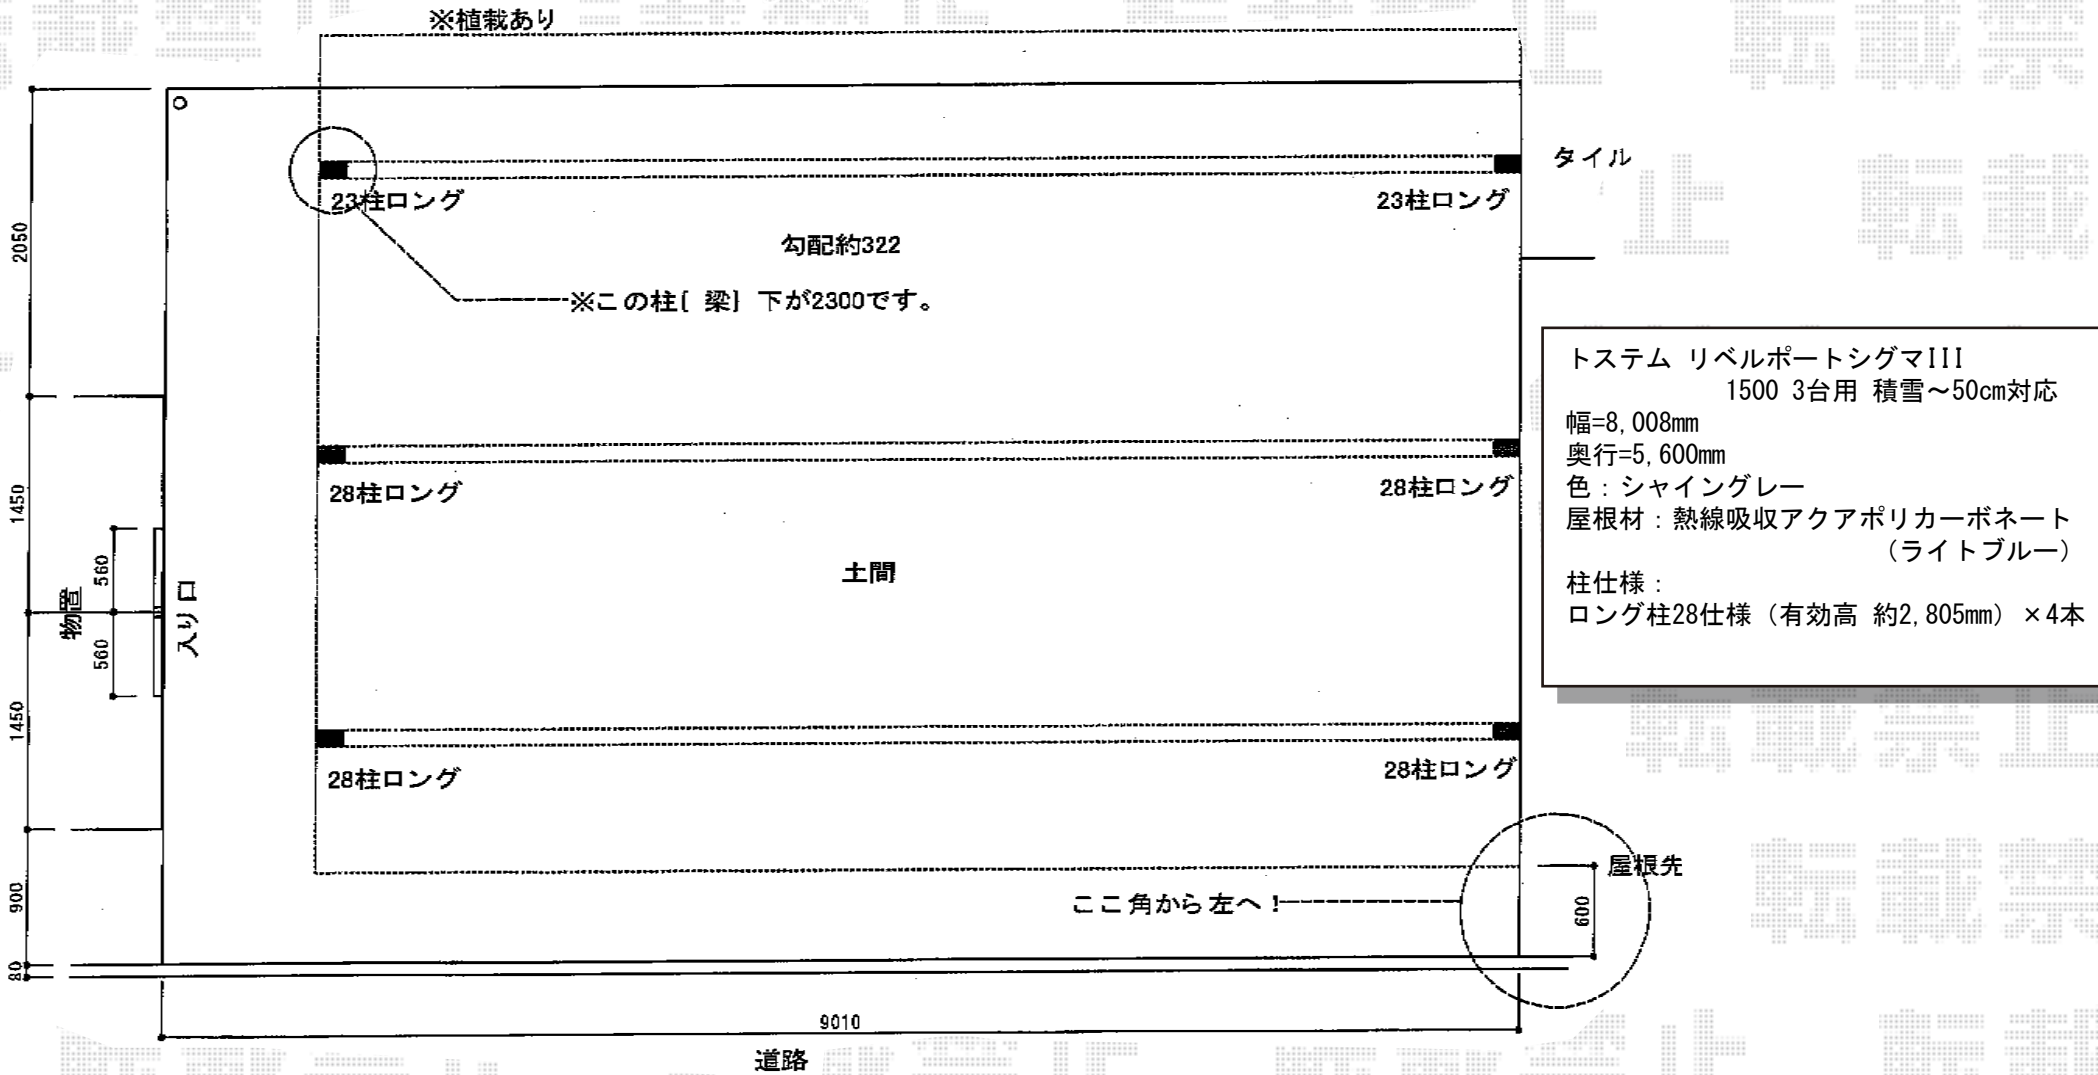 ※植栽あり
タイル
23柱ロング
23柱ロング
勾配約322
※この柱[ 梁] 下が2300です。
28柱ロング
28柱ロング
土間
28柱ロング
28柱ロング
屋根先
ここ角から左へ!
600
2050
1450
1450
900
80
560
560
物置
入り口
9010
道路
トステム リベルポートシグマIII
1500 3台用 積雪～50cm対応
幅=8,008mm
奥行=5,600mm
色：シャイングレー
屋根材：熱線吸収アクアポリカーボネート
（ライトブルー）
柱仕様：
ロング柱28仕様（有効高 約2,805mm）×4本
転載禁止